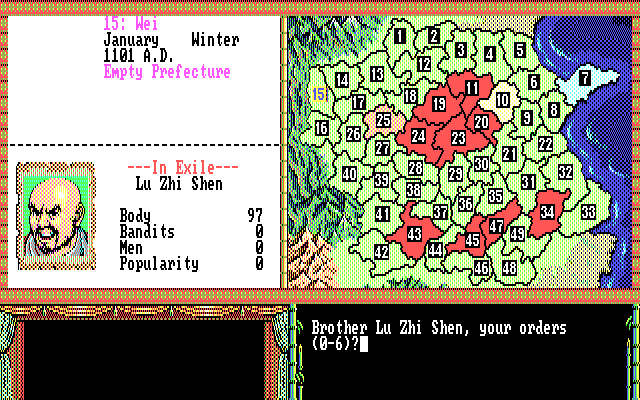 15: Wei
January    Winter
1101 A.D.
Empty Prefecture
---In Exile---
Lu Zhi Shen
Body 97
Bandits 0
Men 0
Popularity 0
1 2 3 4 5
12 6 7
14 13 11
15 17 18 19 10 8
16 26 25 24 23 20 9
27 21 22
40 39 28 29 30 32
38 31
41 37 36 35 34 33
43 45 47 49
42 44 46 48
Brother Lu Zhi Shen, your orders
(0-6)?